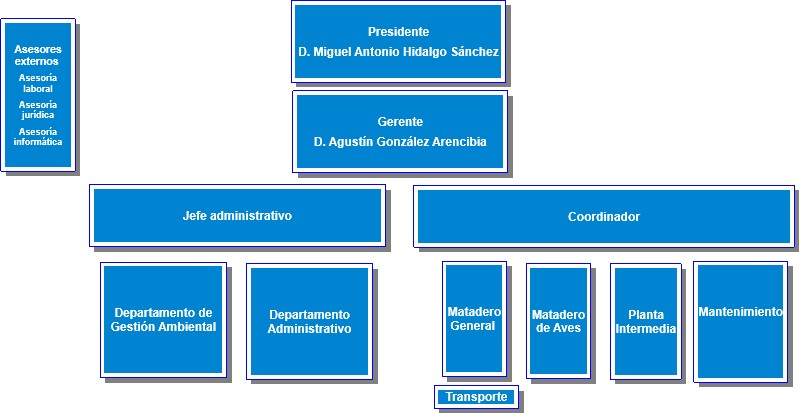 Asesores
externos
Asesoría
laboral
Asesoría
jurídica
Asesoría
informática
Presidente
D. Miguel Antonio Hidalgo Sánchez
Gerente
D. Agustín González Arencibia
Jefe administrativo
Coordinador
Departamento de
Gestión Ambiental
Departamento
Administrativo
Matadero
General
Matadero
de Aves
Planta
Intermedia
Mantenimiento
Transporte